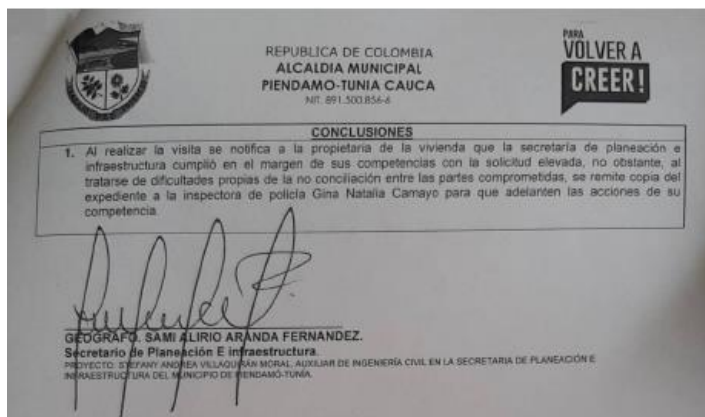 REPUBLICA DE COLOMBIA
ALCALDIA MUNICIPAL
PIENDAMO-TUNIA CAUCA
NIT. 891.500.856-6
PARA
VOLVER A
CREER!
CONCLUSIONES
1. Al realizar la visita se notifica a la propietaria de la vivienda que la secretaría de planeación e
infraestructura cumplió en el margen de sus competencias con la solicitud elevada, no obstante, al
tratarse de dificultades propias de la no conciliación entre las partes comprometidas, se remite copia del
expediente a la inspectora de policía Gina Natalia Camayo para que adelanten las acciones de su
competencia.
GEÓGRAFO. SAMI ALIRIO ARANDA FERNANDEZ.
Secretario de Planeación E infraestructura.
PROYECTO: STEFANY ANDREA VILLAQUIRÁN MORAL, AUXILIAR DE INGENIERÍA CIVIL EN LA SECRETARIA DE PLANEACIÓN E
INFRAESTRUCTURA DEL MUNICIPIO DE PIENDAMÓ-TUNÍA.